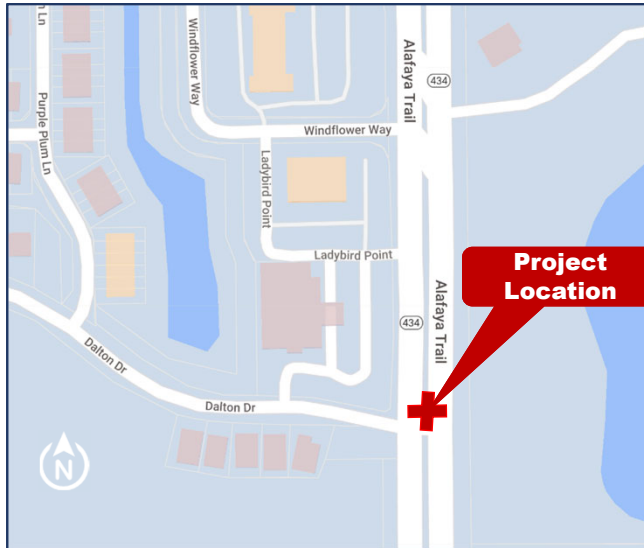 n Ln
Purple Plum Ln
Windflower Way
Alafaya Trail
434
Windflower Way
Ladybird Point
Ladybird Point
Project
Location
Alafaya Trail
434
Dalton Dr
Dalton Dr
N